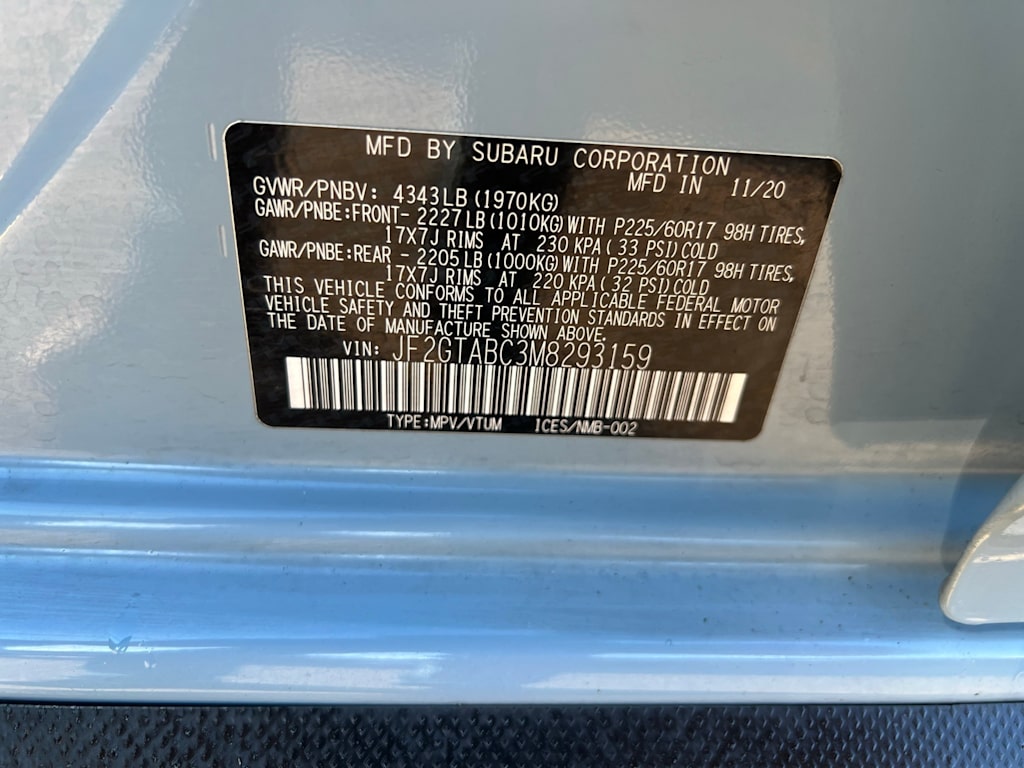 MFD BY SUBARU CORPORATION
MFD IN 11/20
GVWR/PNBV: 4343LB (1970KG)
GAWR/PNBE:FRONT- 2227LB(1010KG)WITH P225/60R17 98H TIRES,
17X7J RIMS AT 230 KPA( 33 PSI)COLD
GAWR/PNBE:REAR - 2205LB(1000KG)WITH P225/60R17 98H TIRES,
17X7J RIMS AT 220 KPA( 32 PSI)COLD
THIS VEHICLE CONFORMS TO ALL APPLICABLE FEDERAL MOTOR
VEHICLE SAFETY AND THEFT PREVENTION STANDARDS IN EFFECT ON
THE DATE OF MANUFACTURE SHOWN ABOVE.
VIN: JF2GTABC3M8293159
TYPE:MPV/VTUM ICES/NMB-002